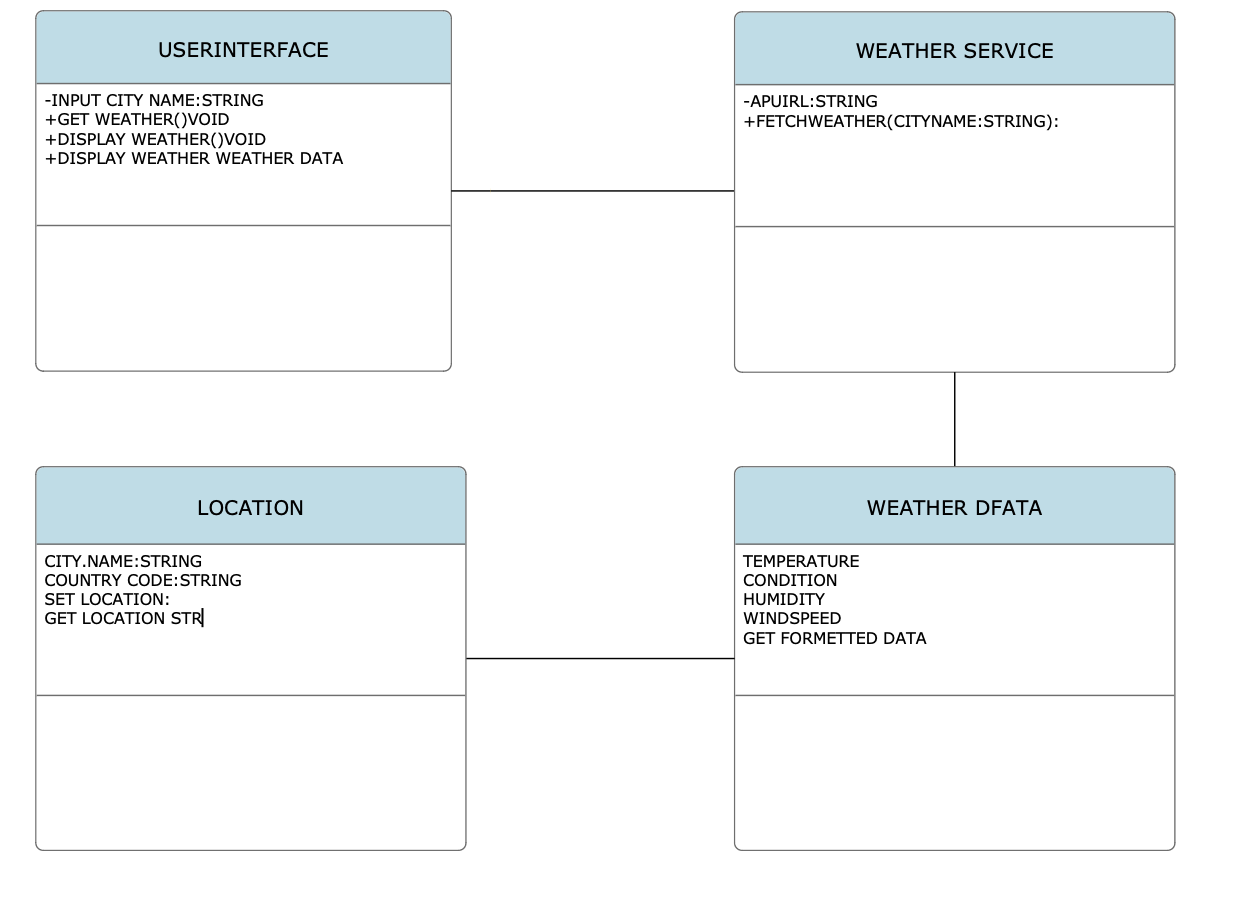 USERINTERFACE
-INPUT CITY NAME:STRING
+GET WEATHER()VOID
+DISPLAY WEATHER()VOID
+DISPLAY WEATHER WEATHER DATA
WEATHER SERVICE
-APUIRL:STRING
+FETCHWEATHER(CITYNAME:STRING):
LOCATION
CITY.NAME:STRING
COUNTRY CODE:STRING
SET LOCATION:
GET LOCATION STR
WEATHER DFATA
TEMPERATURE
CONDITION
HUMIDITY
WINDSPEED
GET FORMETTED DATA